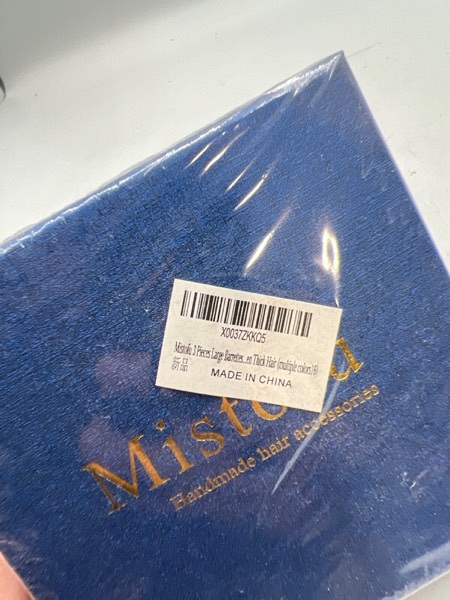 X0037ZKKQ5
Mistofu 3 Pieces Large Barrettes...en Thick Hair (multiple colors16)
新品
MADE IN CHINA
Mistofu
Handmade hair accessories